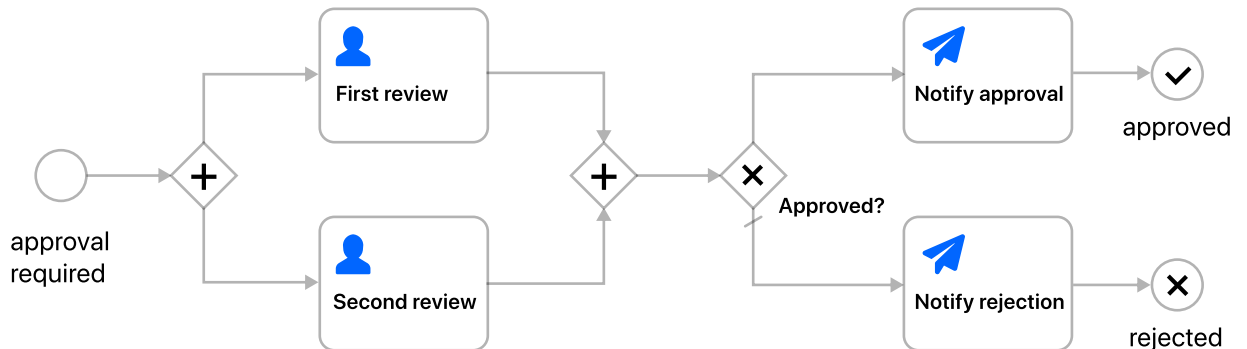 approval
required
First review
Second review
Approved?
Notify approval
approved
Notify rejection
rejected